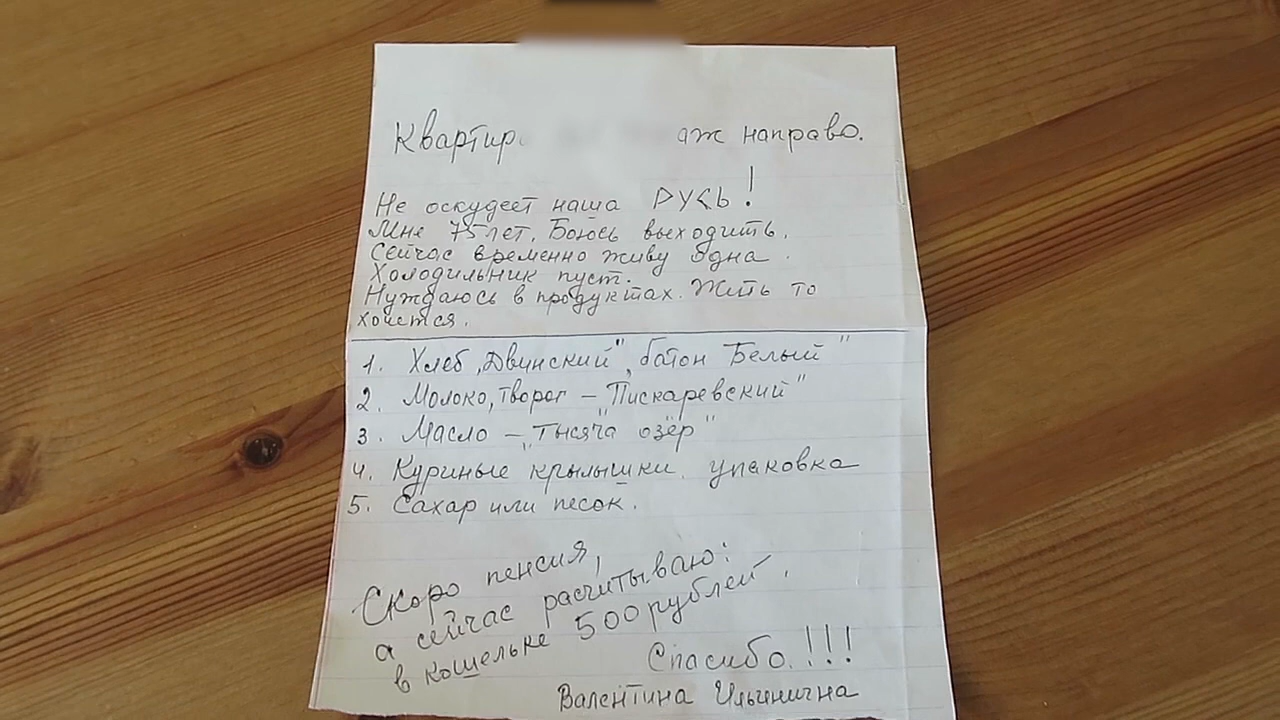 Квартир аж направо.
Не оскудеет наша РУСЬ!
Мне 75 лет. Боюсь выходить.
Сейчас временно живу одна.
Холодильник пуст.
Нуждаюсь в продуктах. Жить то
хочется.
1. Хлеб „Двинский", батон Белый"
2. Молоко, творог – Пискаревский"
3. Масло – „Тысяча озёр"
4. Куриные крылышки упаковка
5. Сахар или песок.
Скоро пенсия,
а сейчас расчитываю:
в кошельке 500 рублей.
Спасибо.!!!
Валентина Ильинична